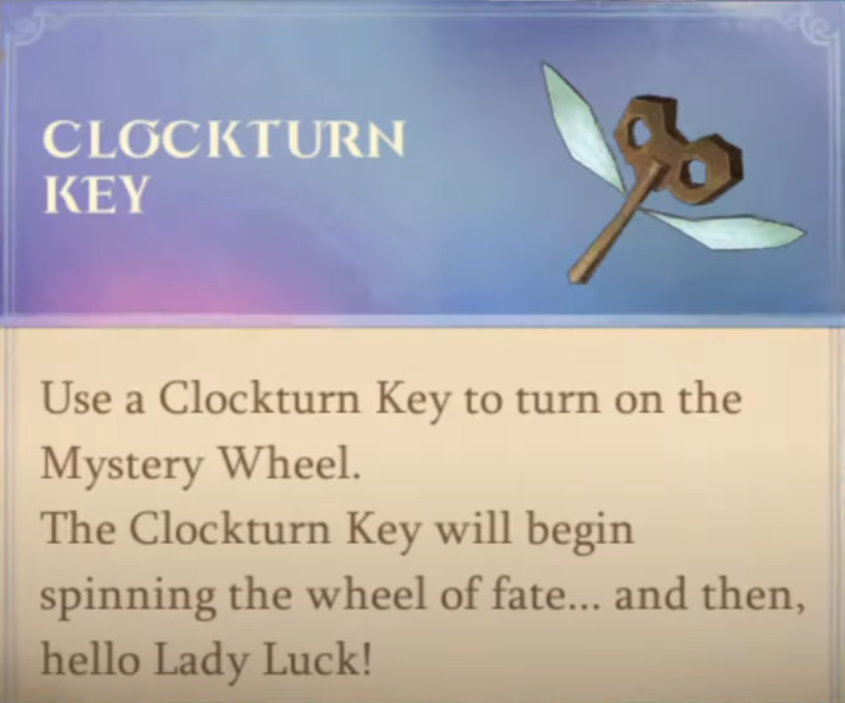 CLOCKTURN
KEY
Use a Clockturn Key to turn on the
Mystery Wheel.
The Clockturn Key will begin
spinning the wheel of fate... and then,
hello Lady Luck!